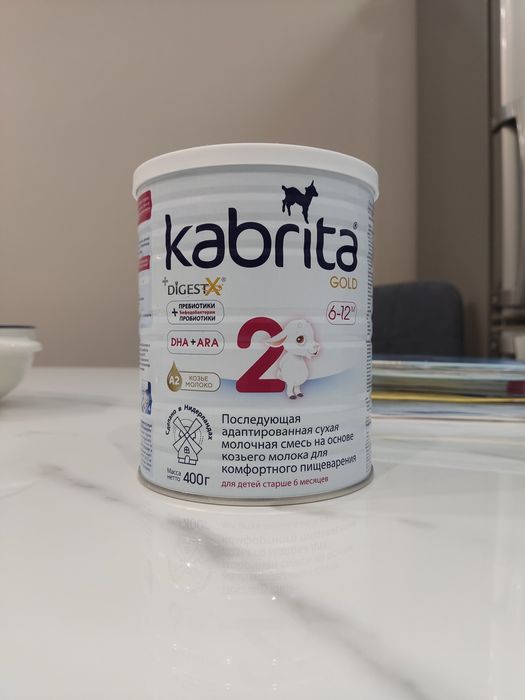 kabrita®
GOLD
+DIGESTX®
6-12м
ПРЕБИОТИКИ
+ Бифидобактерии
ПРОБИОТИКИ
DHA+ARA
2
A2 КОЗЬЕ
МОЛОКО
Сделано в Нидерландах
Последующая
адаптированная сухая
молочная смесь на основе
козьего молока для
комфортного пищеварения
для детей старше 6 месяцев
Масса
нетто 400г